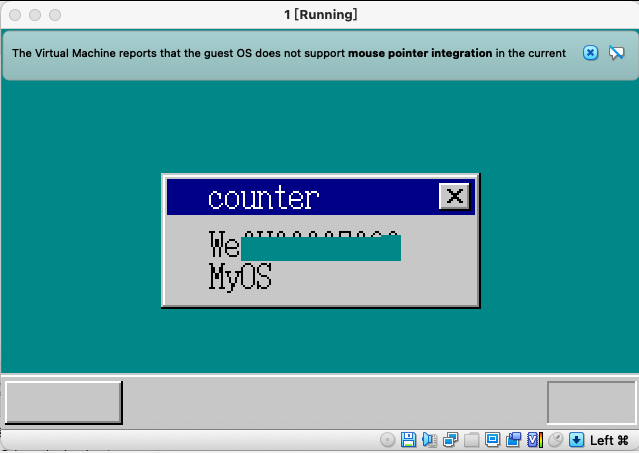 1 [Running]
The Virtual Machine reports that the guest OS does not support mouse pointer integration in the current
counter
We
MyOS
Left ⌘